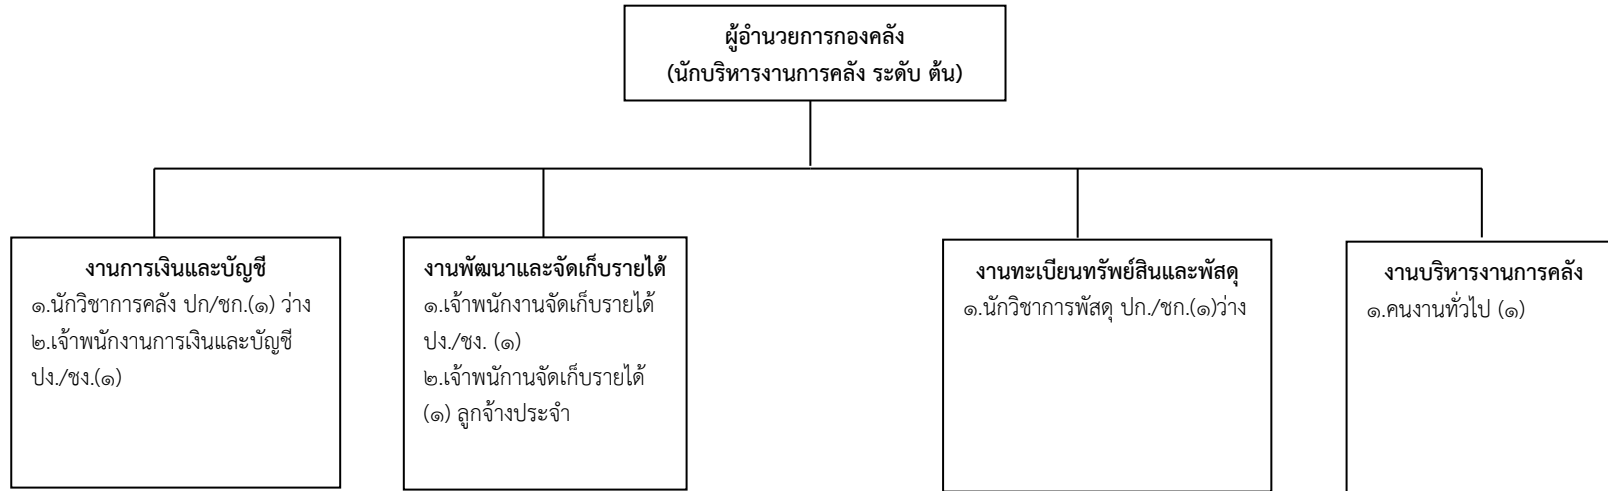 ผู้อำนวยการกองคลัง
(นักบริหารงานการคลัง ระดับ ต้น)
งานการเงินและบัญชี
๑.นักวิชาการคลัง ปก/ชก.(๑) ว่าง
๒.เจ้าพนักงานการเงินและบัญชี
ปง./ชง.(๑)
งานพัฒนาและจัดเก็บรายได้
๑.เจ้าพนักงานจัดเก็บรายได้
ปง./ชง. (๑)
๒.เจ้าพนักานจัดเก็บรายได้
(๑) ลูกจ้างประจำ
งานทะเบียนทรัพย์สินและพัสดุ
๑.นักวิชาการพัสดุ ปก./ชก.(๑)ว่าง
งานบริหารงานการคลัง
๑.คนงานทั่วไป (๑)